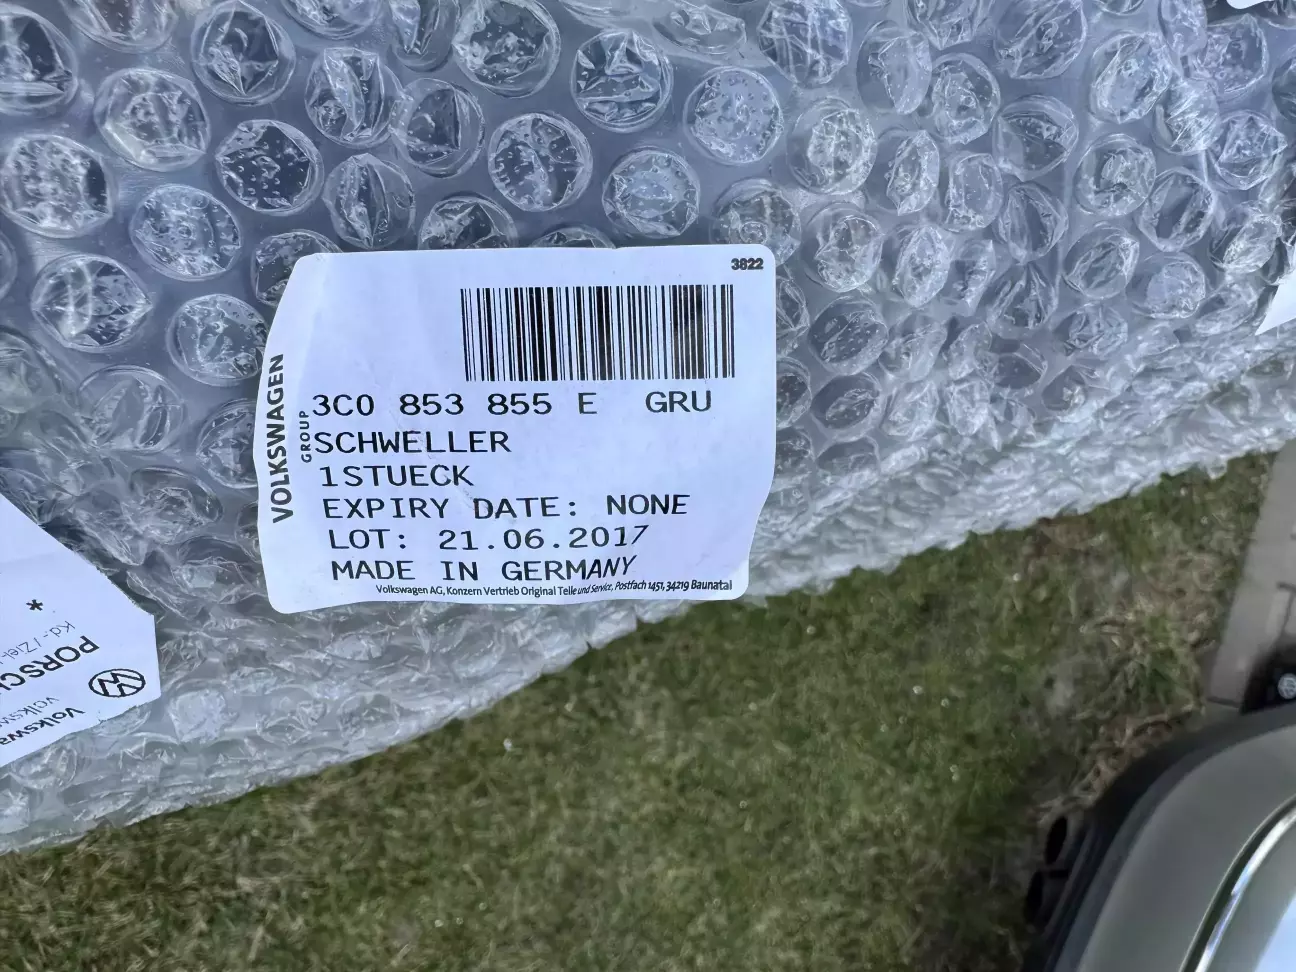 3822
VOLKSWAGEN
GROUP
3C0 853 855 E GRU
SCHWELLER
1STUECK
EXPIRY DATE: NONE
LOT: 21.06.2017
MADE IN GERMANY
Volkswagen AG, Konzern Vertrieb Original Teile und Service, Postfach 1451, 34219 Baunatal
*